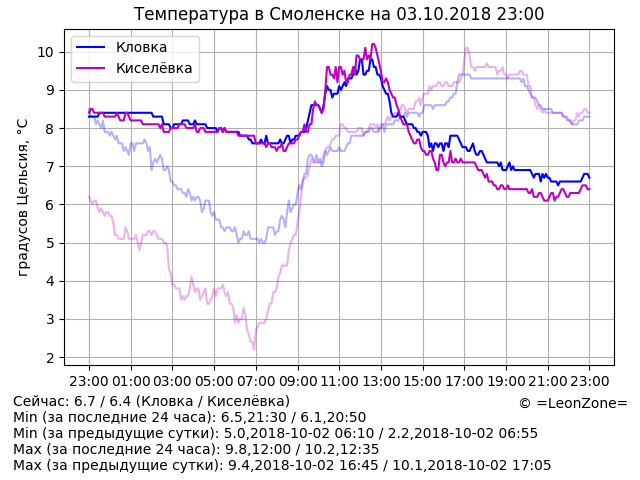 Температура в Смоленске на 03.10.2018 23:00
Кловка
Киселёвка
градусов Цельсия, °C
10
9
8
7
6
5
4
3
2
23:00 01:00 03:00 05:00 07:00 09:00 11:00 13:00 15:00 17:00 19:00 21:00 23:00
Сейчас: 6.7 / 6.4 (Кловка / Киселёвка)
© =LeonZone=
Min (за последние 24 часа): 6.5,21:30 / 6.1,20:50
Min (за предыдущие сутки): 5.0,2018-10-02 06:10 / 2.2,2018-10-02 06:55
Max (за последние 24 часа): 9.8,12:00 / 10.2,12:35
Max (за предыдущие сутки): 9.4,2018-10-02 16:45 / 10.1,2018-10-02 17:05